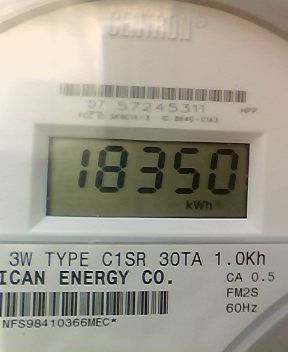 CENTRON®
07 57245311 HPP
18350
kWh
3W TYPE C1SR 30TA 1.0Kh
ICAN ENERGY CO.
CA 0.5
FM2S
60Hz
NFS98410366MEC*